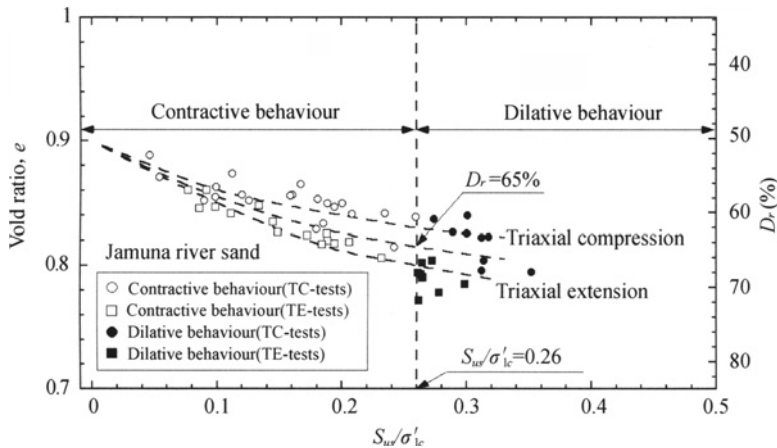 1
0.9
0.8
0.7
Vold ratio, e
40
50
60
70
80
D_r (%)
Contractive behaviour
Dilative behaviour
D_r=65%
Triaxial compression
Triaxial extension
Jamuna river sand
Contractive behaviour(TC-tests)
Contractive behaviour(TE-tests)
Dilative behaviour(TC-tests)
Dilative behaviour(TE-tests)
S_us/σ'_lc=0.26
0
0.1
0.2
0.3
0.4
0.5
S_us/σ'_lc